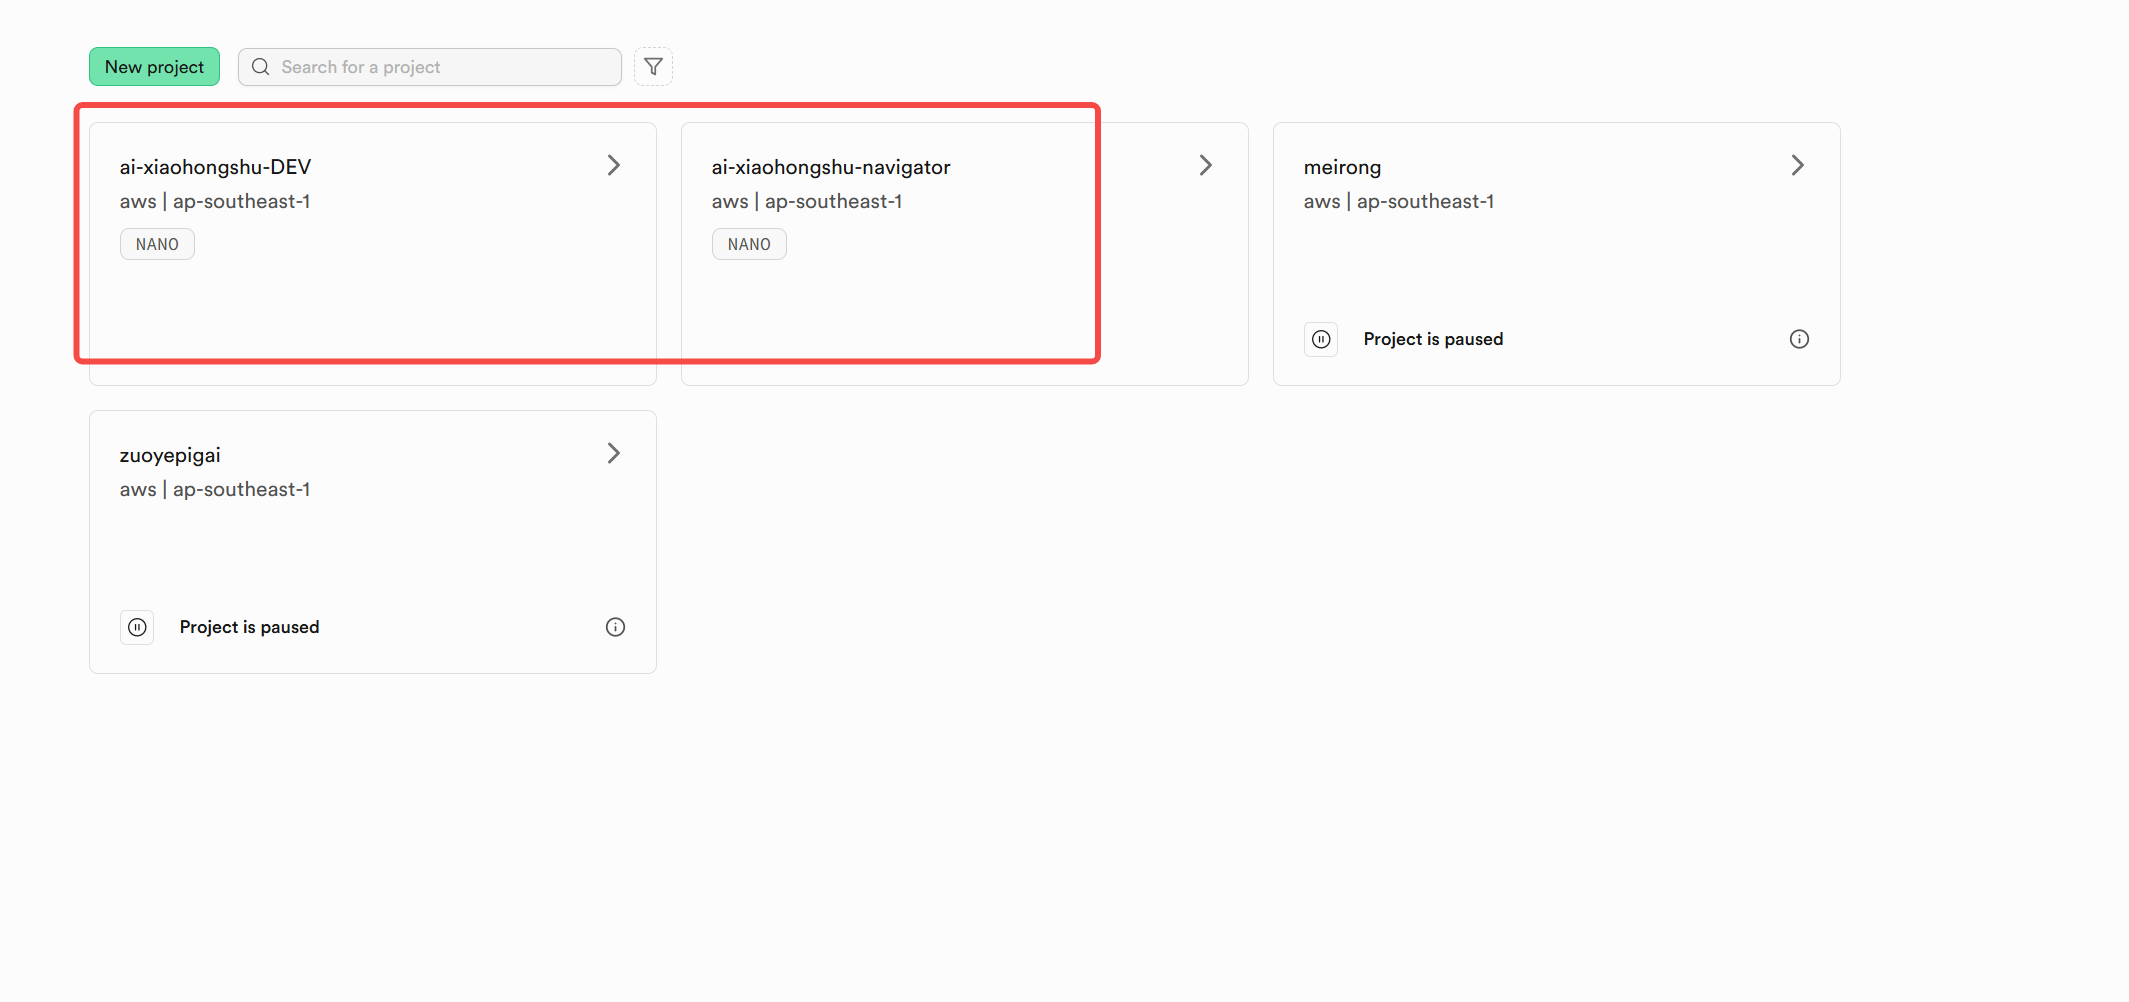 New project
Search for a project
ai-xiaohongshu-DEV
aws | ap-southeast-1
NANO
ai-xiaohongshu-navigator
aws | ap-southeast-1
NANO
meirong
aws | ap-southeast-1
Project is paused
zuoyepigai
aws | ap-southeast-1
Project is paused